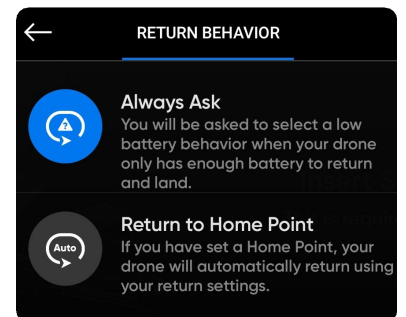 RETURN BEHAVIOR
Always Ask
You will be asked to select a low
battery behavior when your drone
only has enough battery to return
and land.
Return to Home Point
Auto
If you have set a Home Point, your
drone will automatically return using
your return settings.